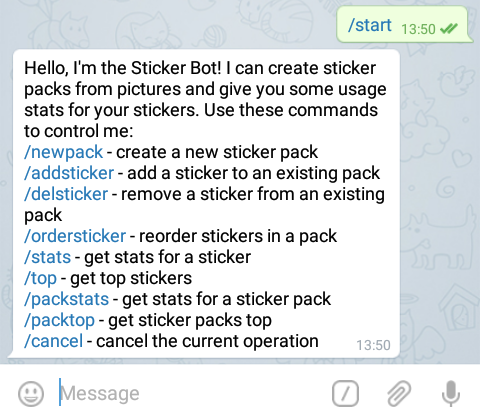 /start 13:50
Hello, I'm the Sticker Bot! I can create sticker
packs from pictures and give you some usage
stats for your stickers. Use these commands
to control me:
/newpack - create a new sticker pack
/addsticker - add a sticker to an existing pack
/delsticker - remove a sticker from an existing
pack
/ordersticker - reorder stickers in a pack
/stats - get stats for a sticker
/top - get top stickers
/packstats - get stats for a sticker pack
/packtop - get sticker packs top
/cancel - cancel the current operation 13:50
Message